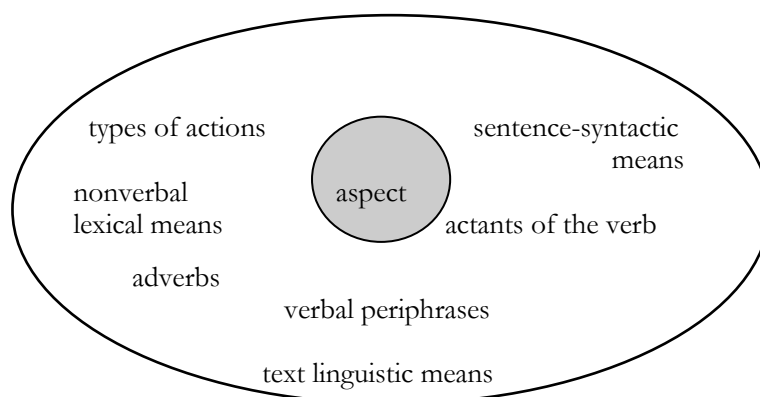 types of actions
sentence-syntactic
means
nonverbal
lexical means
aspect
actants of the verb
adverbs
verbal periphrases
text linguistic means